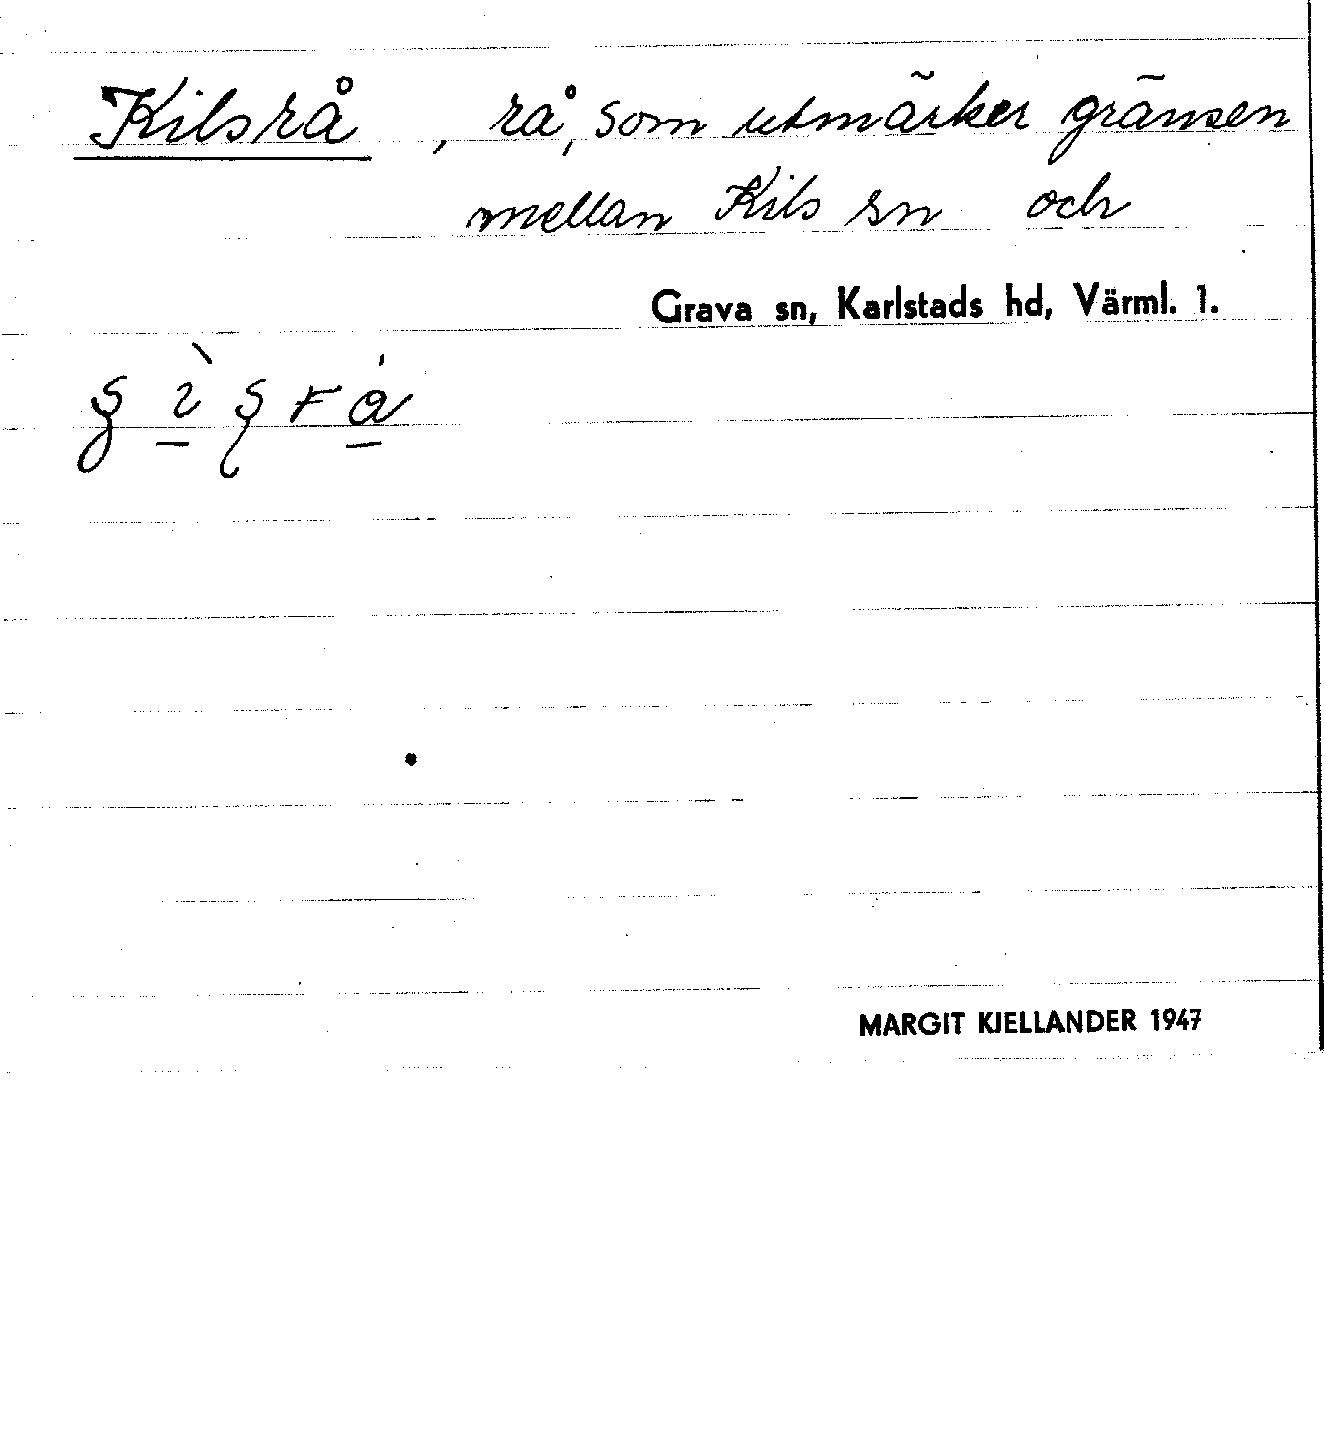 Kilsrå, rå, som utmärker gränsen
mellan Kils sn och
Grava sn, Karlstads hd, Värml. 1.
MARGIT KJELLANDER 1947